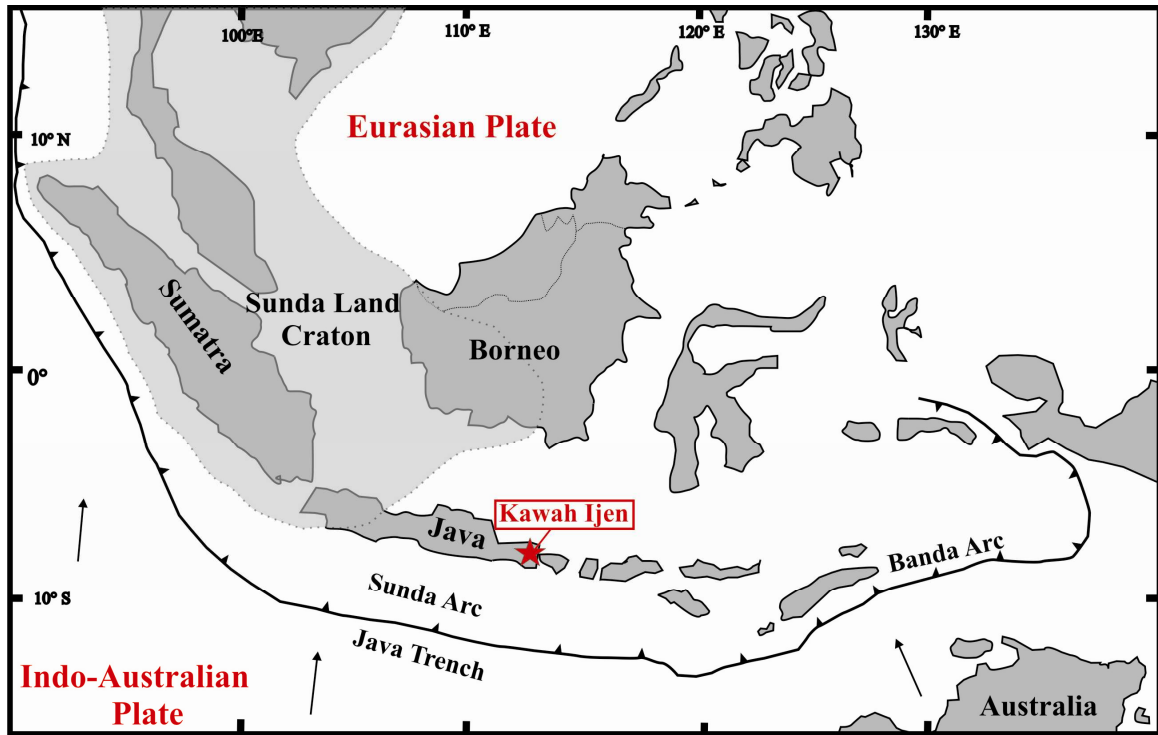 100° E
110° E
120° E
130° E
Eurasian Plate
10° N
Sunda Land
Craton
Sumatra
Borneo
0°
Kawah Ijen
Java
Banda Arc
Sunda Arc
10° S
Java Trench
Indo-Australian
Plate
Australia